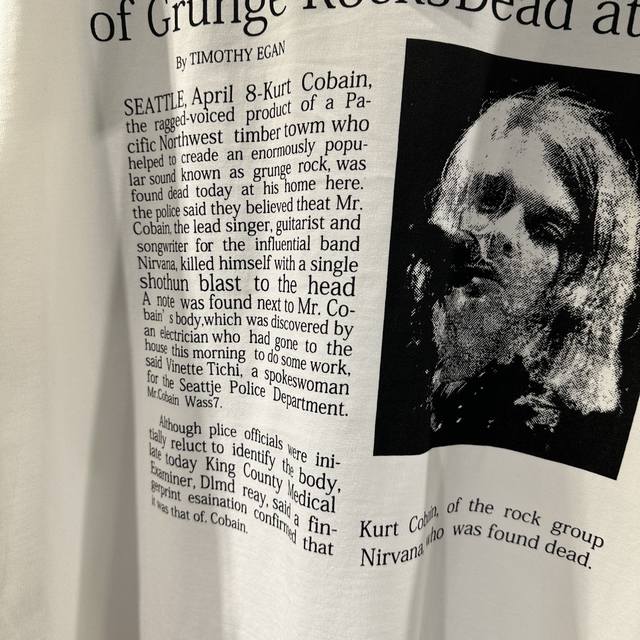 of Grunge RocksDead at
By TIMOTHY EGAN
SEATTLE, April 8-Kurt Cobain,
the ragged-voiced product of a Pa-
cific Northwest timber town who
helped to creade an enormously popu-
lar sound known as grunge rock, was
found dead today at his home here.
the police said they believed theat Mr.
Cobain, the lead singer, guitarist and
songwriter for the influential band
Nirvana, killed himself with a single
shothun blast to the head
A note was found next to Mr. Co-
bain's body,which was discovered by
an electrician who had gone to the
house this morning to do some work,
said Vinette Tichi, a spokeswoman
for the Seattje Police Department.
Mr.Cobain Wass7.
Although plice officials were ini-
tially reluct to identify the body,
late today King County Medical
Examiner, Dlmd reay, said a fin-
gerprint esaination confirmed that
it was that of. Cobain.
Kurt Cobain, of the rock group
Nirvana,who was found dead.